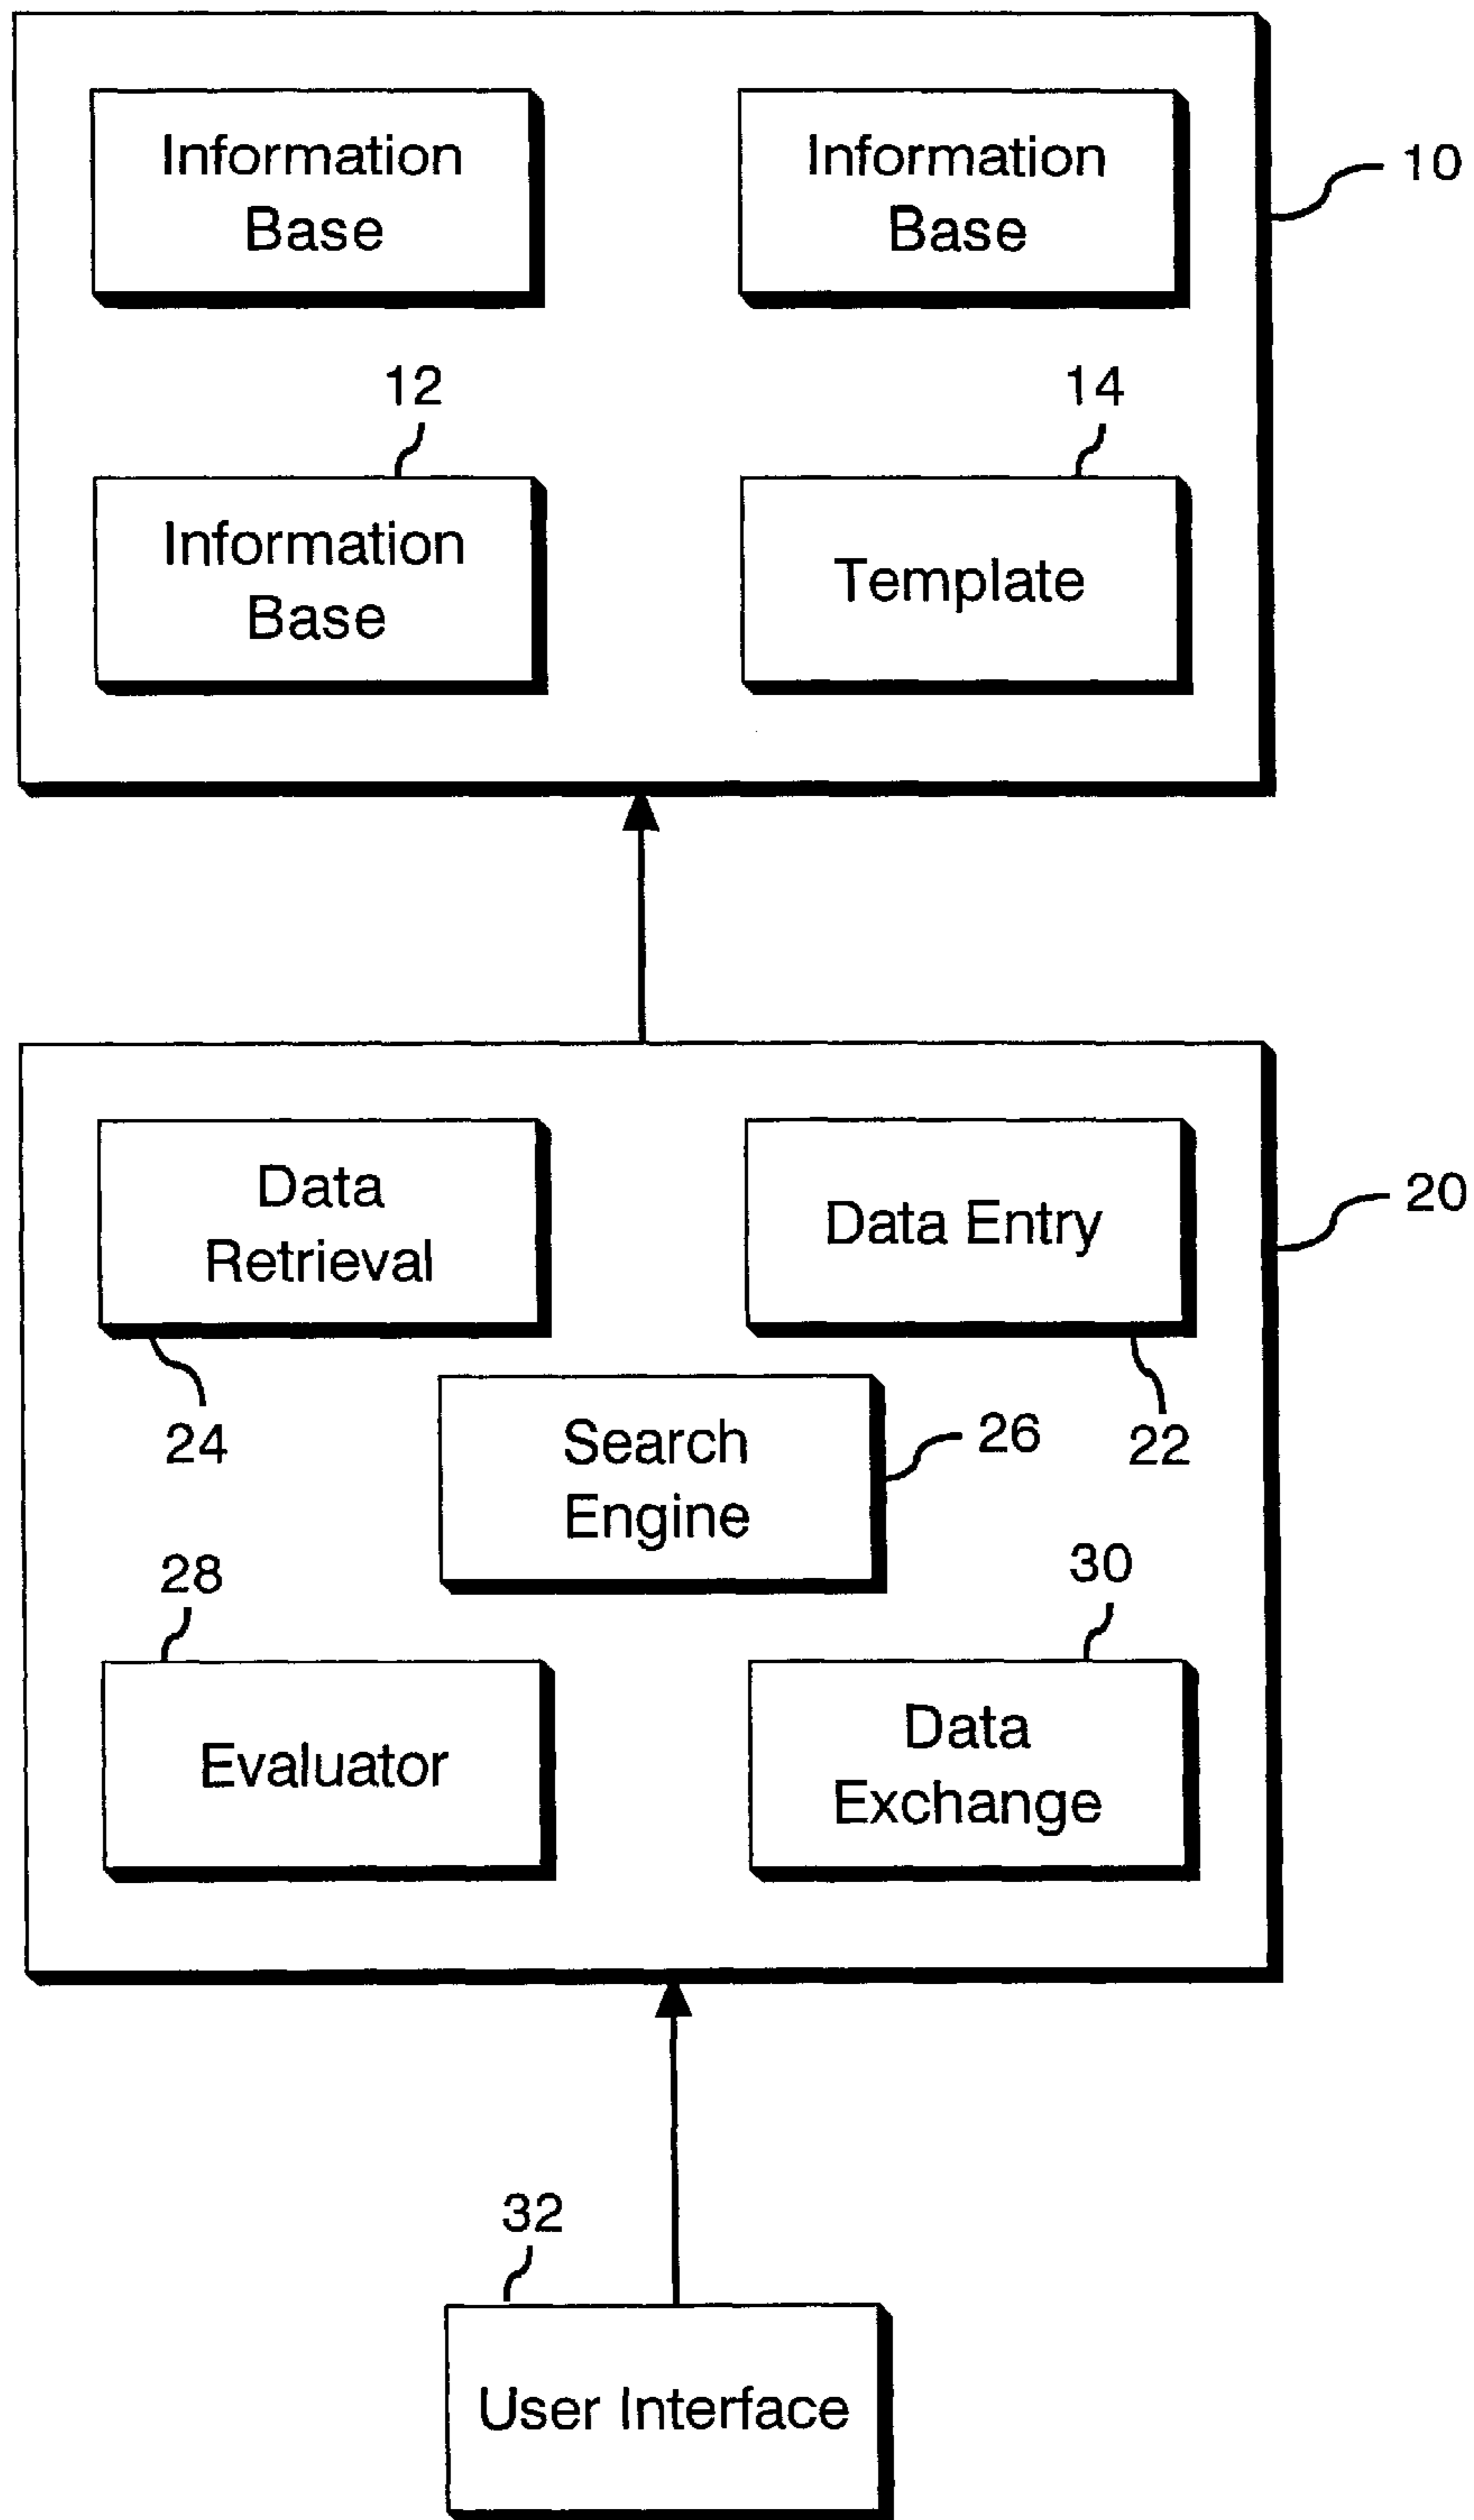 Information
Base
Information
Base
10
12
14
Information
Base
Template
Data
Retrieval
Data Entry
20
24
Search
Engine
26
22
28
30
Evaluator
Data
Exchange
32
User Interface